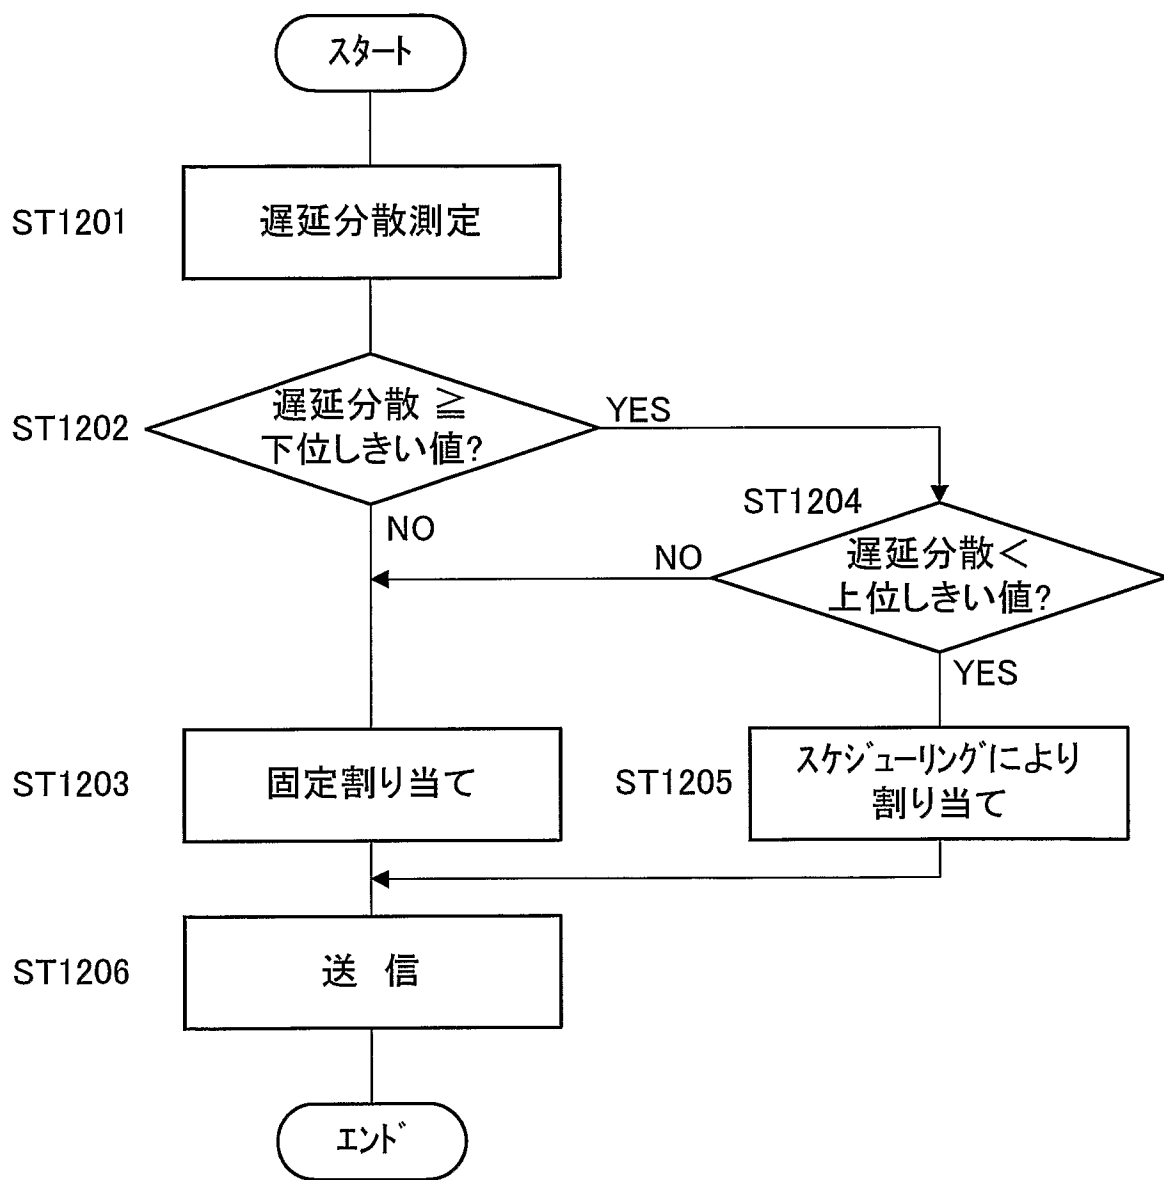 スタート
ST1201
遅延分散測定
ST1202
遅延分散 ≧
下位しきい値?
YES
NO
ST1204
遅延分散<
上位しきい値?
NO
YES
ST1203
固定割り当て
ST1205
スケジューリングにより
割り当て
ST1206
送 信
エンド